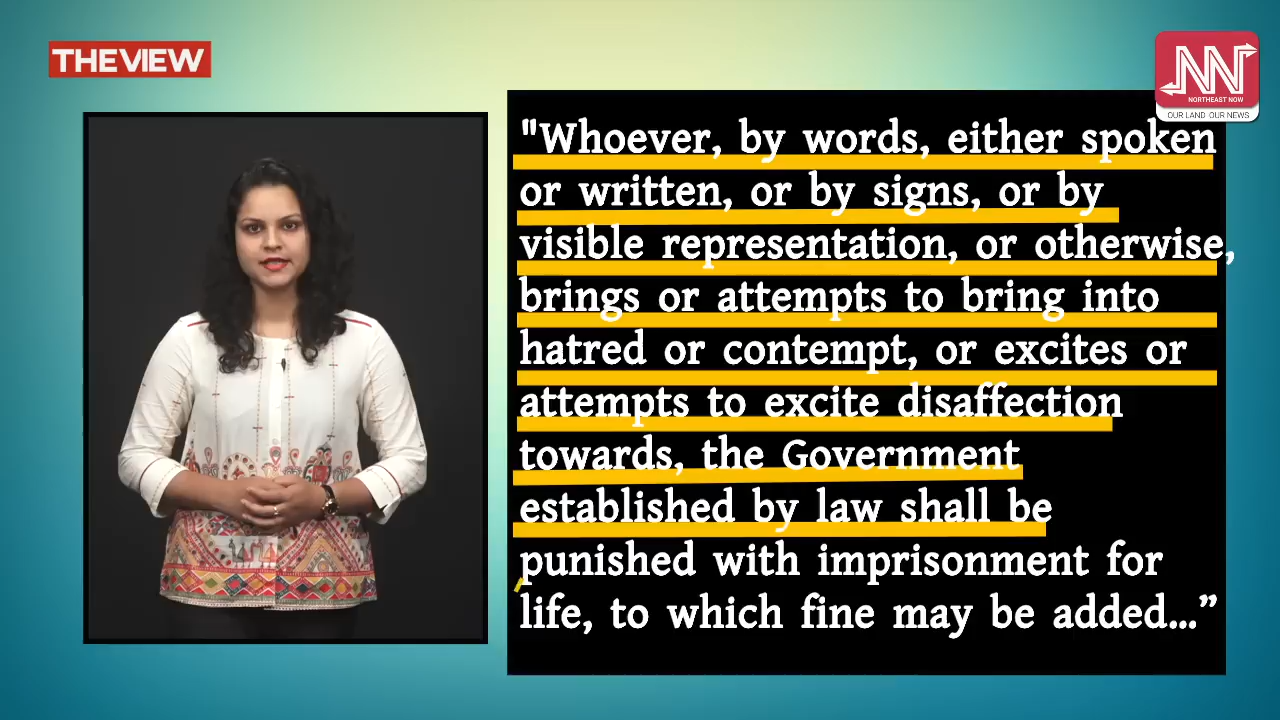 THEVIEW
NN
NORTHEAST NOW
OUR LAND OUR NEWS
"Whoever, by words, either spoken
or written, or by signs, or by
visible representation, or otherwise,
brings or attempts to bring into
hatred or contempt, or excites or
attempts to excite disaffection
towards, the Government
established by law shall be
punished with imprisonment for
life, to which fine may be added...”